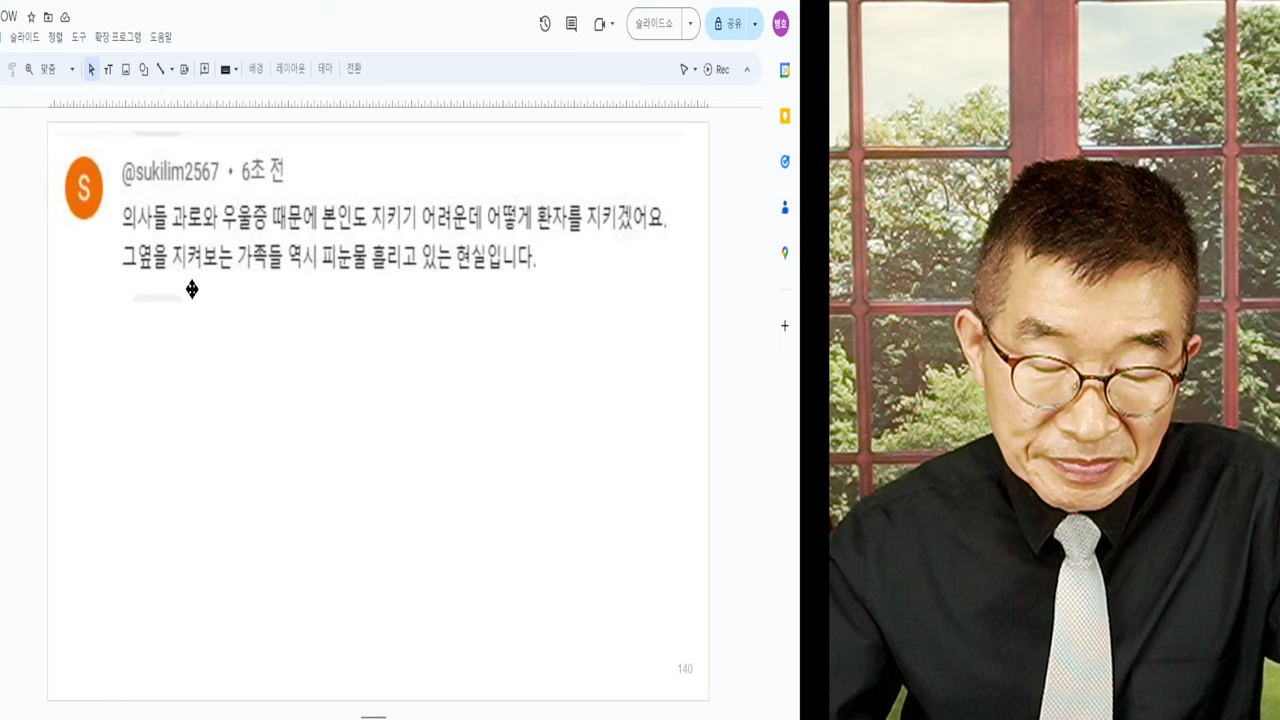 OW
슬라이드 정렬 도구 확장 프로그램 도움말
슬라이드쇼
공유
병호
맞춤
배경 레이아웃 테마 전환
Rec
@sukilim2567 • 6초 전
S
의사들 과로와 우울증 때문에 본인도 지키기 어려운데 어떻게 환자를 지키겠어요.
그옆을 지켜보는 가족들 역시 피눈물 흘리고 있는 현실입니다.
140